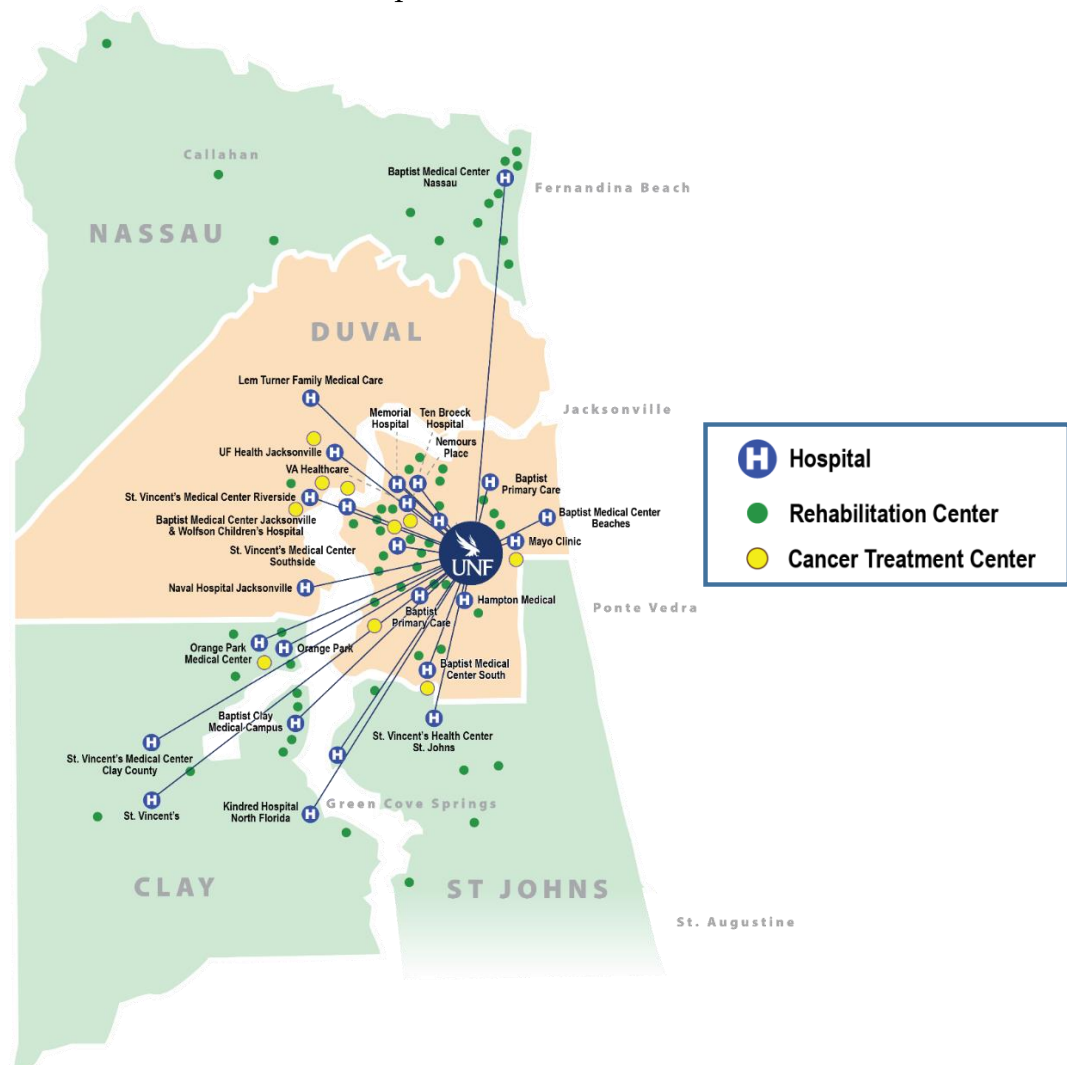 Callahan
Baptist Medical Center
Nassau
Fernandina Beach
NASSAU
DUVAL
Lem Turner Family Medical Care
Memorial
Hospital
Ten Broeck
Hospital
Jacksonville
Nemours
Place
UF Health Jacksonville
VA Healthcare
St. Vincent's Medical Center Riverside
Baptist
Primary Care
Baptist Medical Center Jacksonville
& Wolfson Children's Hospital
Baptist Medical Center
Beaches
St. Vincent's Medical Center
Southside
Mayo Clinic
UNF
Naval Hospital Jacksonville
Hampton Medical
Ponte Vedra
Baptist
Primary Care
Orange Park
Medical Center
Orange Park
Baptist Medical
Center South
Baptist Clay
Medical Campus
St. Vincent's Health Center
St. Johns
St. Vincent's Medical Center
Clay County
St. Vincent's
Kindred Hospital
North Florida
Green Cove Springs
CLAY
ST JOHNS
St. Augustine
H Hospital
Rehabilitation Center
Cancer Treatment Center